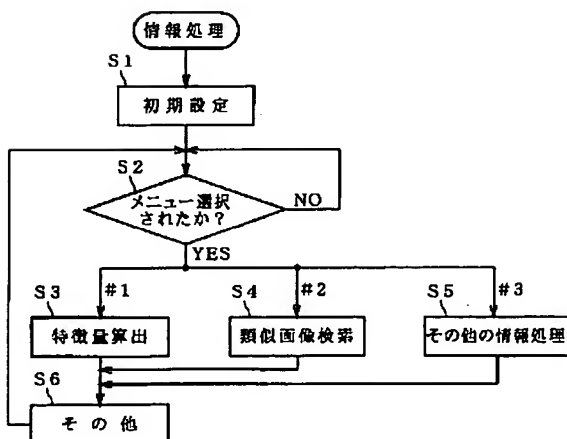 情報処理
S1
初期設定
S2
メニュー選択
されたか？
NO
YES
S3
#1
S4
#2
S5
#3
特徴量算出
類似画像検索
その他の情報処理
S6
その他